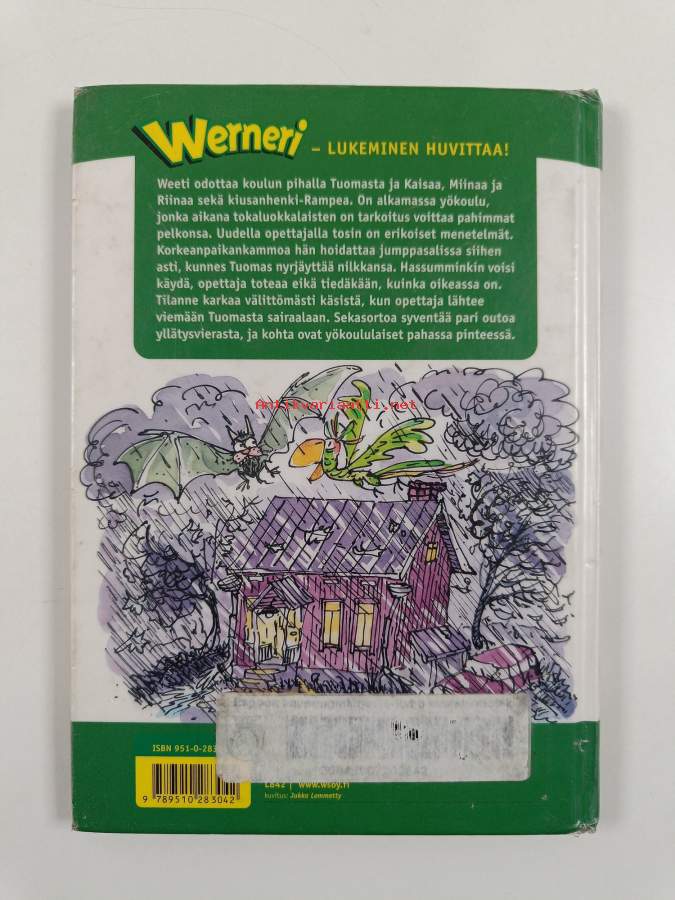 Werneri – LUKEMINEN HUVITTAA!
Weeti odottaa koulun pihalla Tuomasta ja Kaisaa, Miinaa ja
Riinaa sekä kiusanhenki-Rampea. On alkamassa yökoulu,
jonka aikana tokaluokkalaisten on tarkoitus voittaa pahimmat
pelkonsa. Uudella opettajalla tosin on erikoiset menetelmät.
Korkeanpaikankammoa hän hoidattaa jumppasalissa siihen
asti, kunnes Tuomas nyrjäyttää nilkkansa. Hassumminkin voisi
käydä, opettaja toteaa eikä tiedäkään, kuinka oikeassa on.
Tilanne karkaa välittömästi käsistä, kun opettaja lähtee
viemään Tuomasta sairaalaan. Sekasortoa syventää pari outoa
yllätysvierasta, ja kohta ovat yökoululaiset pahassa pinteessä.
Antikvariaatti.net
ISBN 951-0-283
L842 | www.wsoy.fi
kuvitus: Jukka Lemmetty
9 789510 283042